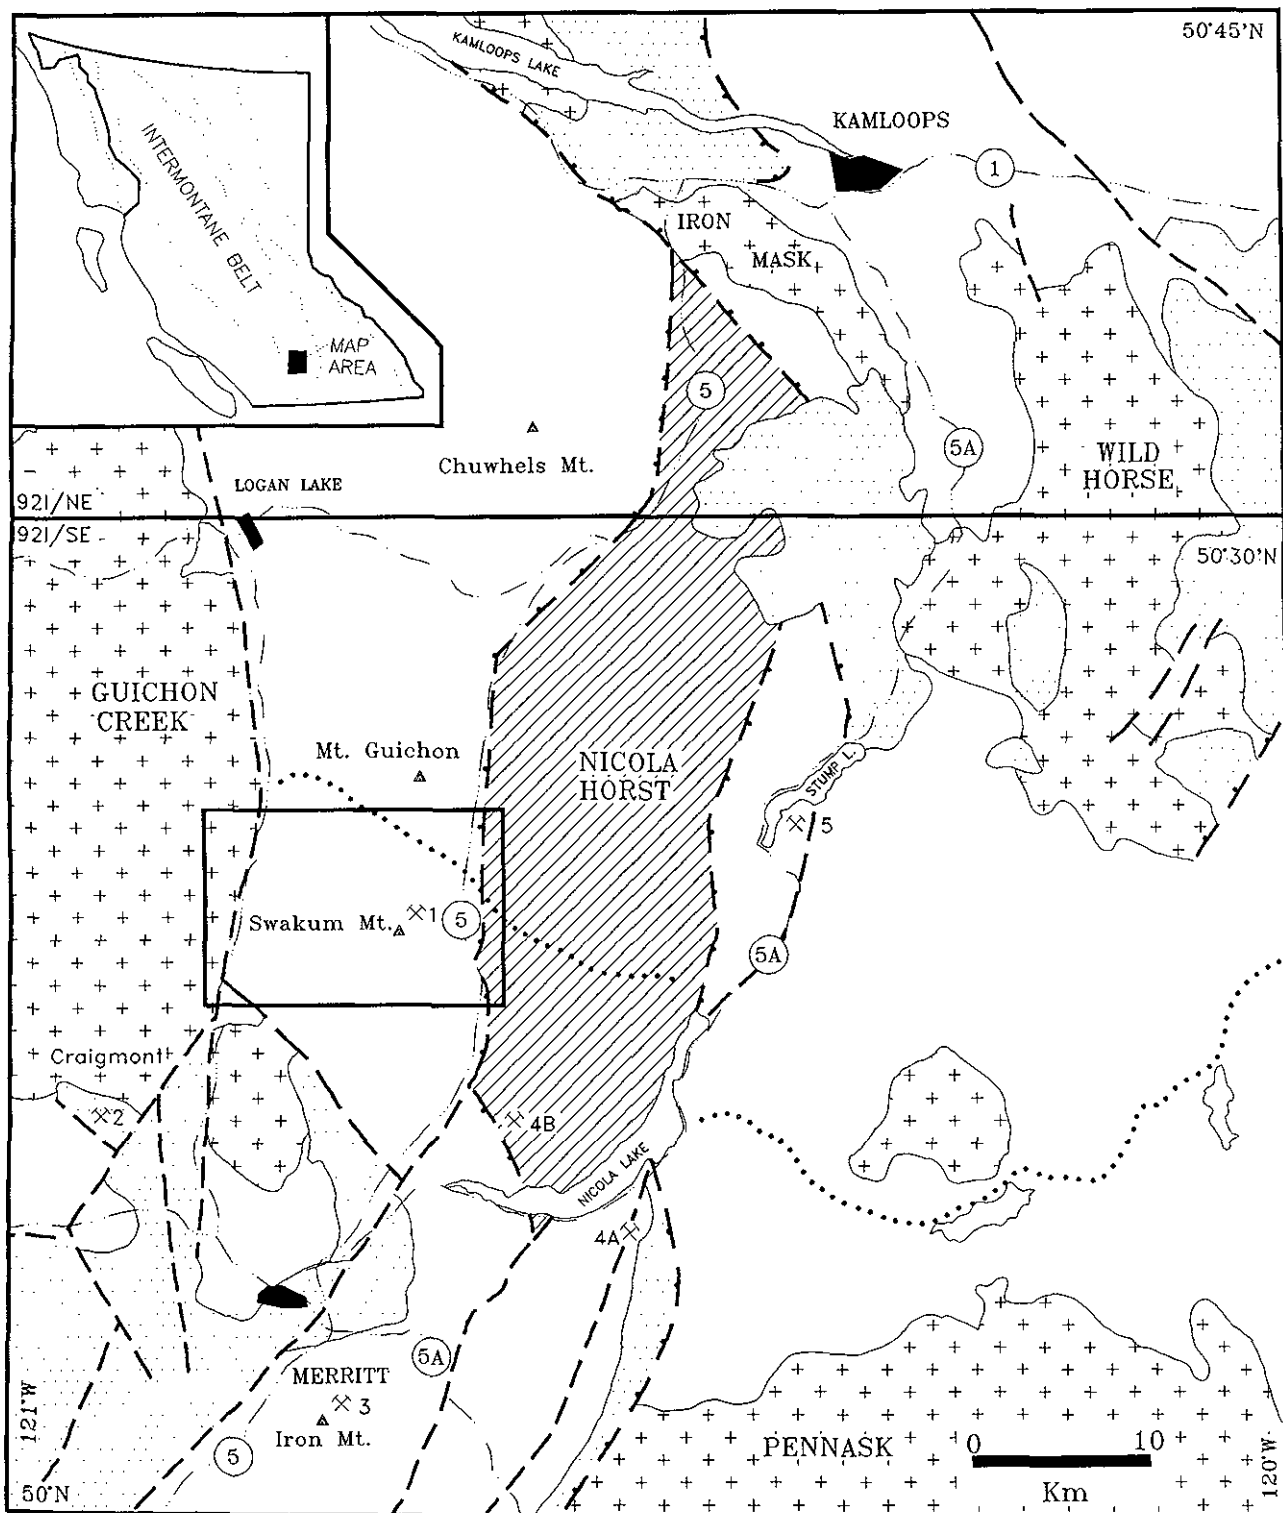 50°45'N
KAMLOOPS LAKE
KAMLOOPS
1
INTERMONTANE BELT
IRON
MASK
MAP
AREA
5
5A
Chuwhels Mt.
WILD
HORSE
LOGAN LAKE
92I/NE
92I/SE
50°30'N
GUICHON
CREEK
Mt. Guichon
NICOLA
HORST
STUMP L.
5
1
5
Swakum Mt.
5A
Craigmont
2
4B
NICOLA LAKE
4A
5A
MERRITT
3
Iron Mt.
5
121°W
50°N
PENNASK
0 10
Km
120°W